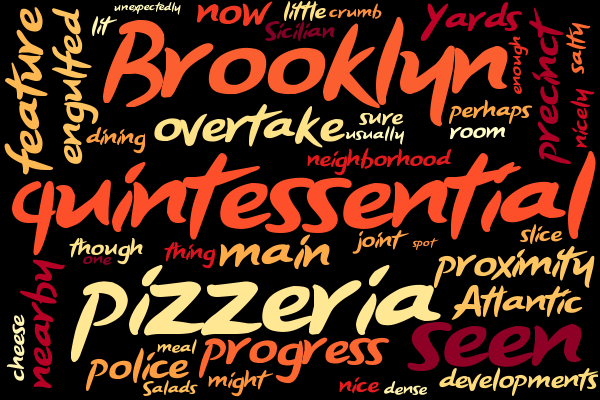 unexpectedly
now
little
crumb
lit
Sicilian
Yards
feature
engulfed
Brooklyn
enough
precinct
salty
nicely
dining
overtake
sure
usually
perhaps
room
neighborhood
quintessential
though
one
thing
main
joint
spot
slice
proximity
nearby
pizzeria
Atlantic
cheese
meal
police
progress
seen
Salads
might
nice
dense
developments